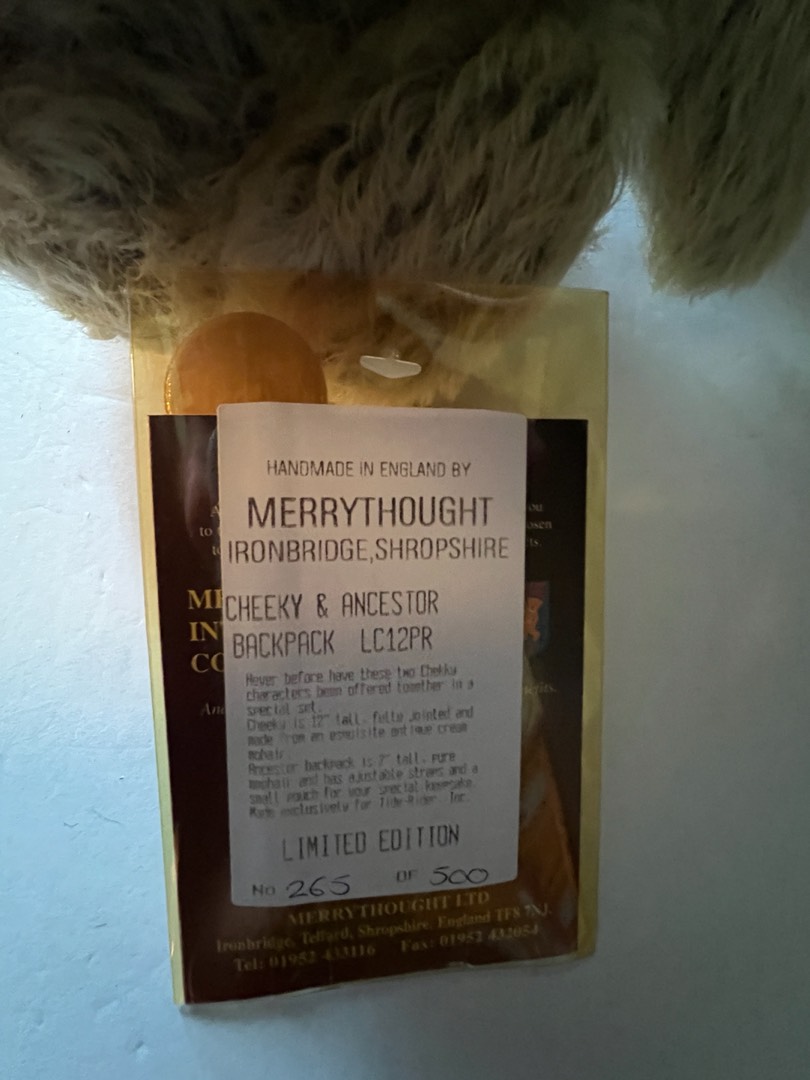 HANDMADE IN ENGLAND BY
MERRYTHOUGHT
IRONBRIDGE,SHROPSHIRE
CHEEKY & ANCESTOR
BACKPACK LC12PR
Never before have these two Chekky
characters been offered together in a
special set.
Cheeky is 12" tall, fully jointed and
made from an exquisite antique cream
mohair.
Ancestor backpack is 7" tall, pure
mohair and has ajustable straps and a
small pouch for your special keepsake.
Made exclusively for Tide-Rider, Inc.
LIMITED EDITION
No 265 OF 500
MERRYTHOUGHT LTD
Ironbridge, Telford, Shropshire, England TF8 7NJ.
Tel: 01952 433116 Fax: 01952 432054